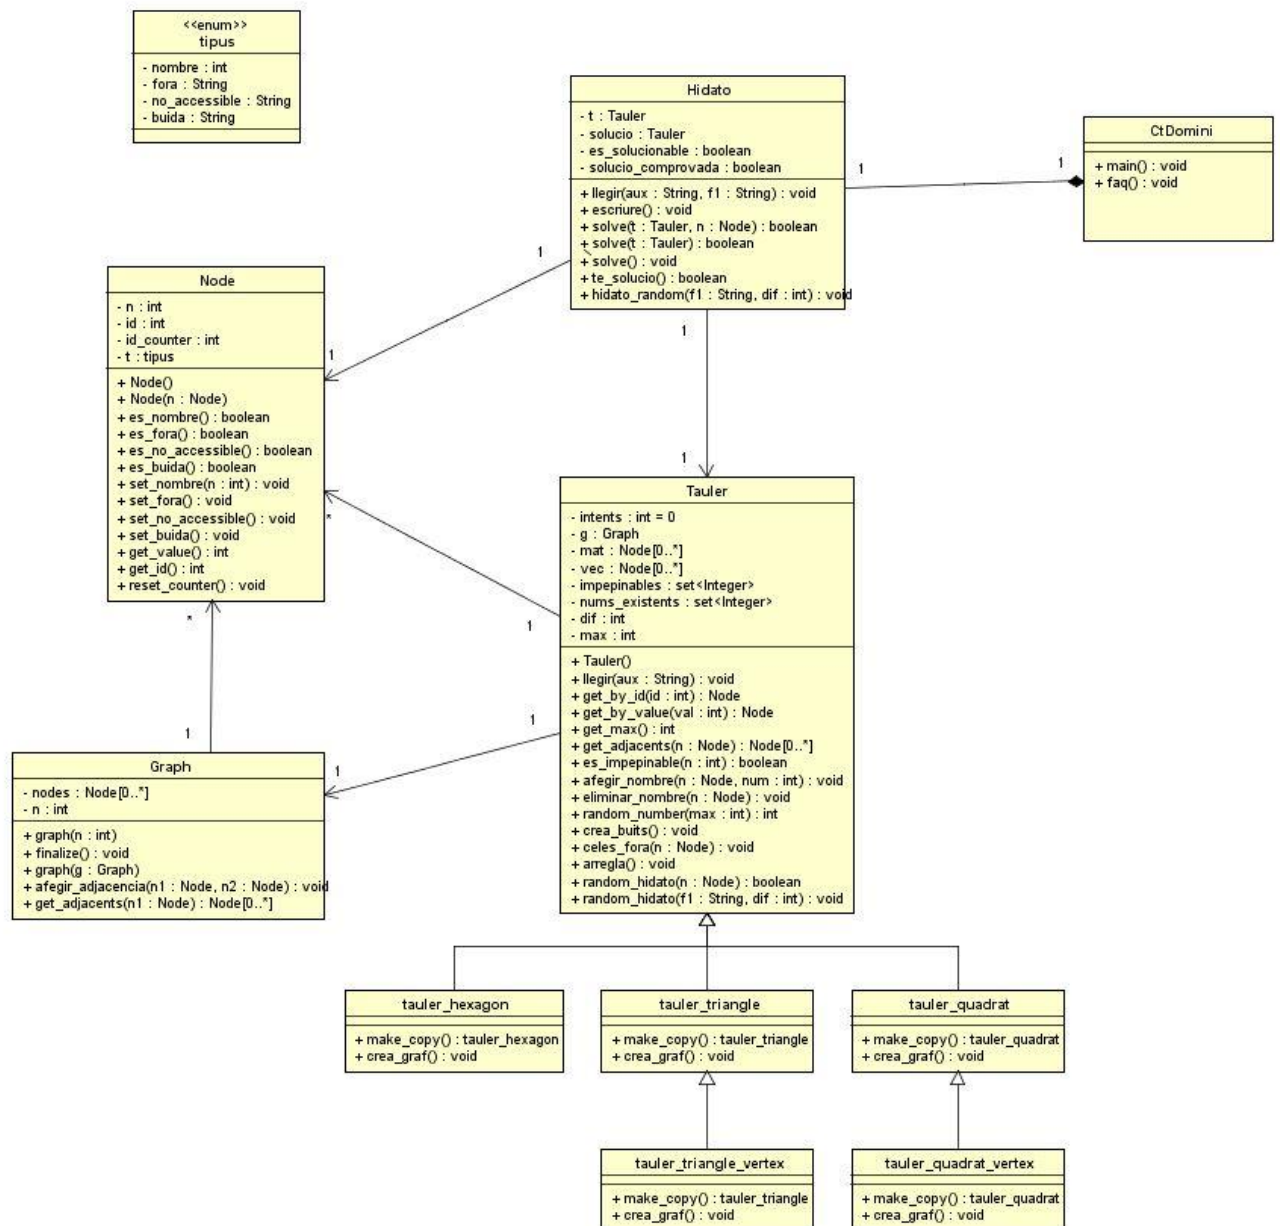 <<enum>>
tipus
- nombre : int
- fora : String
- no_accessible : String
- buida : String
Hidato
- t : Tauler
- solucio : Tauler
- es_solucionable : boolean
- solucio_comprovada : boolean
+ llegir(aux : String, f1 : String) : void
+ escriure() : void
+ solve(t : Tauler, n : Node) : boolean
+ solve(t : Tauler) : boolean
+ solve() : void
+ te_solucio() : boolean
+ hidato_random(f1 : String, dif : int) : void
CtDomini
+ main() : void
+ faq() : void
1
1
1
1
1
1
Node
- n : int
- id : int
- id_counter : int
- t : tipus
+ Node()
+ Node(n : Node)
+ es_nombre() : boolean
+ es_fora() : boolean
+ es_no_accessible() : boolean
+ es_buida() : boolean
+ set_nombre(n : int) : void
+ set_fora() : void
+ set_no_accessible() : void
+ set_buida() : void
+ get_value() : int
+ get_id() : int
+ reset_counter() : void
*
1
*
1
1
1
Tauler
- intents : int = 0
- g : Graph
- mat : Node[0..*]
- vec : Node[0..*]
- impepinables : set<Integer>
- nums_existents : set<Integer>
- dif : int
- max : int
+ Tauler()
+ llegir(aux : String) : void
+ get_by_id(id : int) : Node
+ get_by_value(val : int) : Node
+ get_max() : int
+ get_adjacents(n : Node) : Node[0..*]
+ es_impepinable(n : int) : boolean
+ afegir_nombre(n : Node, num : int) : void
+ eliminar_nombre(n : Node) : void
+ random_number(max : int) : int
+ crea_buits() : void
+ celes_fora(n : Node) : void
+ arregla() : void
+ random_hidato(n : Node) : boolean
+ random_hidato(f1 : String, dif : int) : void
Graph
- nodes : Node[0..*]
- n : int
+ graph(n : int)
+ finalize() : void
+ graph(g : Graph)
+ afegir_adjacencia(n1 : Node, n2 : Node) : void
+ get_adjacents(n1 : Node) : Node[0..*]
tauler_hexagon
+ make_copy() : tauler_hexagon
+ crea_graf() : void
tauler_triangle
+ make_copy() : tauler_triangle
+ crea_graf() : void
tauler_quadrat
+ make_copy() : tauler_quadrat
+ crea_graf() : void
tauler_triangle_vertex
+ make_copy() : tauler_triangle
+ crea_graf() : void
tauler_quadrat_vertex
+ make_copy() : tauler_quadrat
+ crea_graf() : void